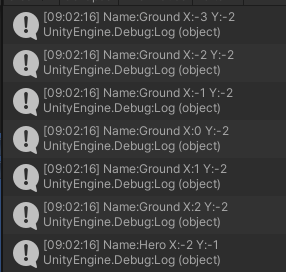 [09:02:16] Name:Ground X:-3 Y:-2
UnityEngine.Debug:Log (object)
[09:02:16] Name:Ground X:-2 Y:-2
UnityEngine.Debug:Log (object)
[09:02:16] Name:Ground X:-1 Y:-2
UnityEngine.Debug:Log (object)
[09:02:16] Name:Ground X:0 Y:-2
UnityEngine.Debug:Log (object)
[09:02:16] Name:Ground X:1 Y:-2
UnityEngine.Debug:Log (object)
[09:02:16] Name:Ground X:2 Y:-2
UnityEngine.Debug:Log (object)
[09:02:16] Name:Hero X:-2 Y:-1
UnityEngine.Debug:Log (object)